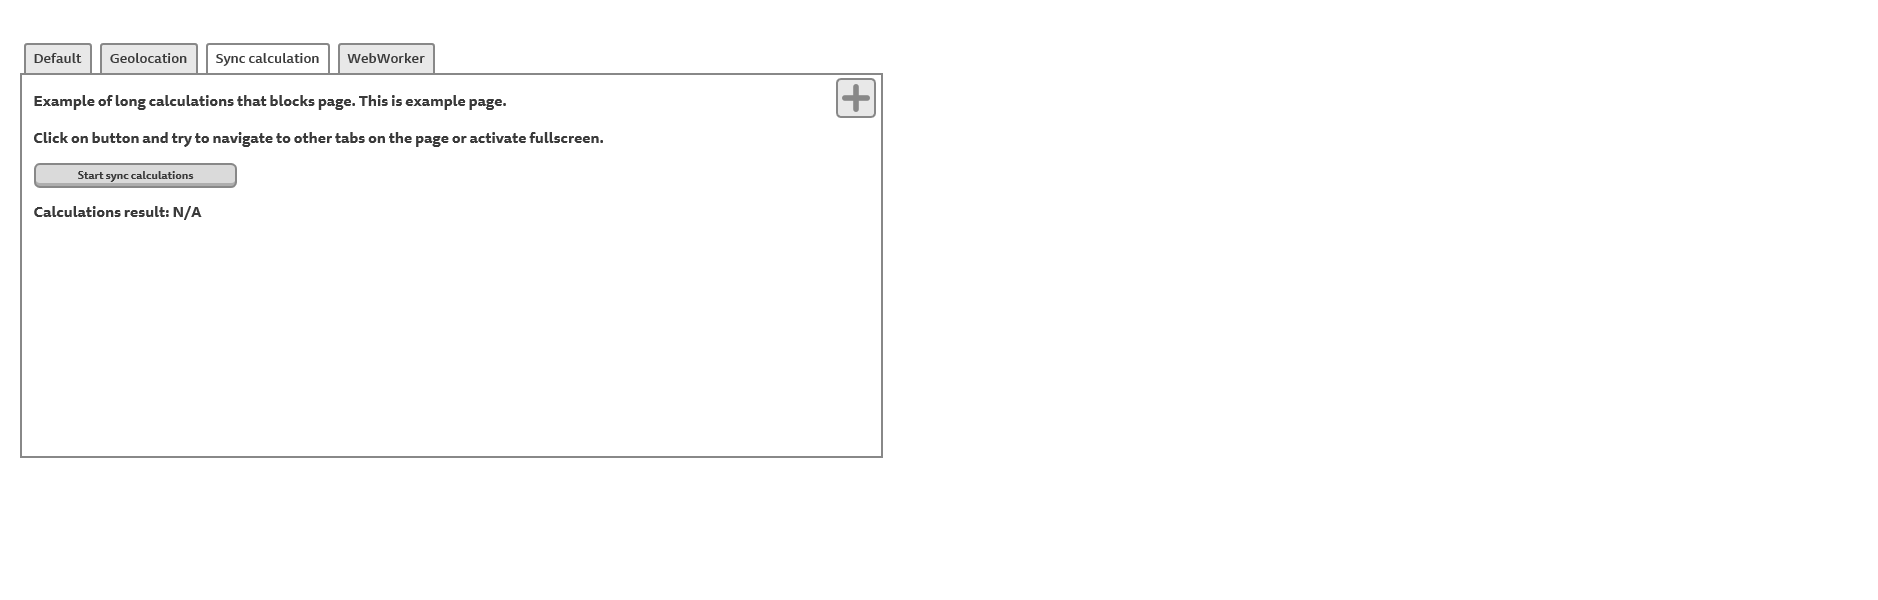 Default Geolocation Sync calculation WebWorker
Example of long calculations that blocks page. This is example page.
Click on button and try to navigate to other tabs on the page or activate fullscreen.
Start sync calculations
Calculations result: N/A